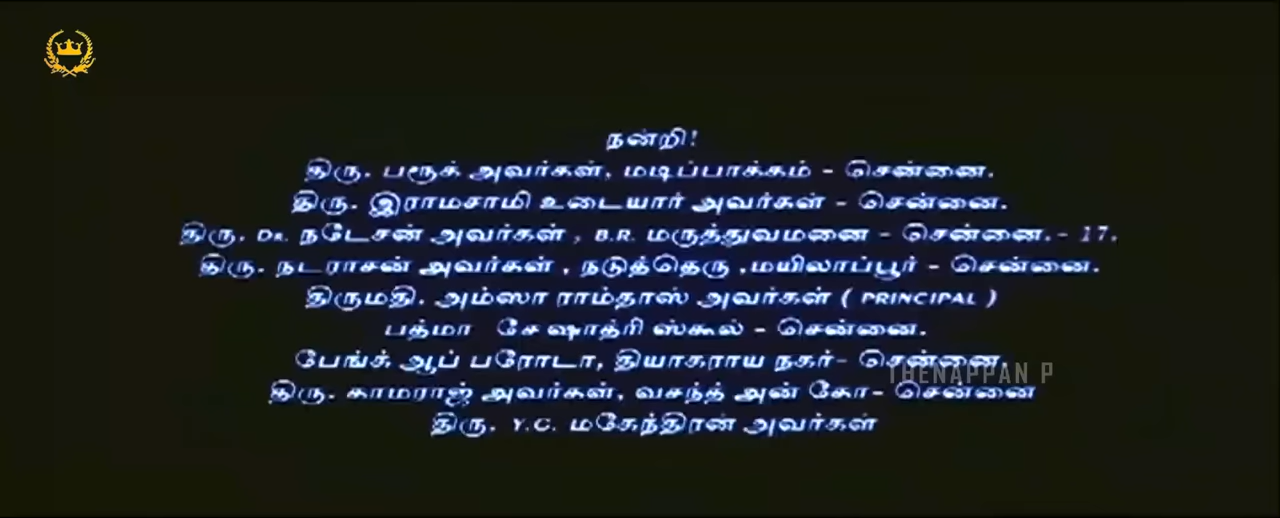 நன்றி!
திரு. பரூக் அவர்கள், மடிப்பாக்கம் - சென்னை.
திரு. இராமசாமி உடையார் அவர்கள் - சென்னை.
திரு. DR. நடேசன் அவர்கள் , B.R. மருத்துவமனை - சென்னை.- 17.
திரு. நடராசன் அவர்கள் , நடுத்தெரு ,மயிலாப்பூர் - சென்னை.
திருமதி. அம்ஸா ராம்தாஸ் அவர்கள் ( PRINCIPAL )
பத்மா சேஷாத்ரி ஸ்கூல் - சென்னை.
பேங்க் ஆப் பரோடா, தியாகராய நகர்- சென்னை.
THENAPPAN P
திரு. காமராஜ் அவர்கள், வசந்த் அன் கோ- சென்னை
திரு. Y.C. மகேந்திரன் அவர்கள்